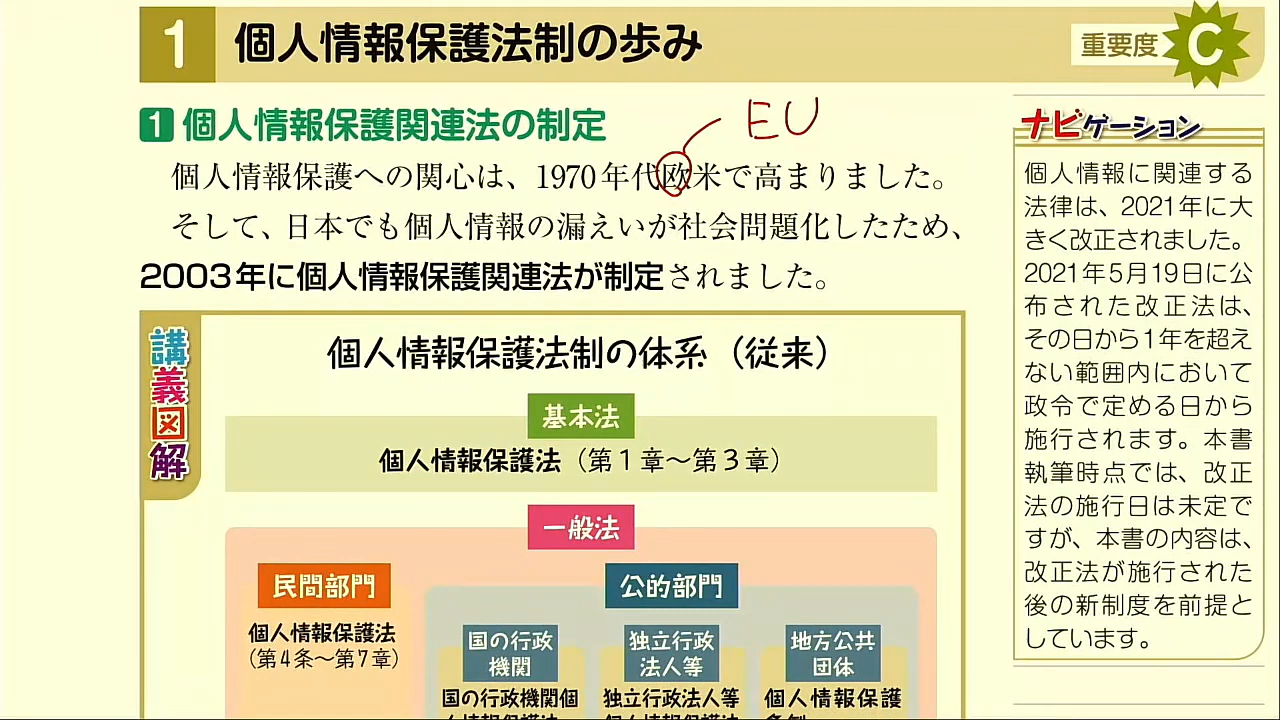 1 個人情報保護法制の歩み
重要度 C
1 個人情報保護関連法の制定
EU
個人情報保護への関心は、1970年代欧米で高まりました。
そして、日本でも個人情報の漏えいが社会問題化したため、
2003年に個人情報保護関連法が制定されました。
講義図解
個人情報保護法制の体系（従来）
基本法
個人情報保護法（第1章〜第3章）
一般法
民間部門
個人情報保護法
（第4条〜第7章）
公的部門
国の行政
機関
国の行政機関個
独立行政
法人等
独立行政法人等
地方公共
団体
個人情報保護
ナビゲーション
個人情報に関連する
法律は、2021年に大
きく改正されました。
2021年5月19日に公
布された改正法は、
その日から1年を超え
ない範囲内において
政令で定める日から
施行されます。本書
執筆時点では、改正
法の施行日は未定で
すが、本書の内容は、
改正法が施行された
後の新制度を前提と
しています。